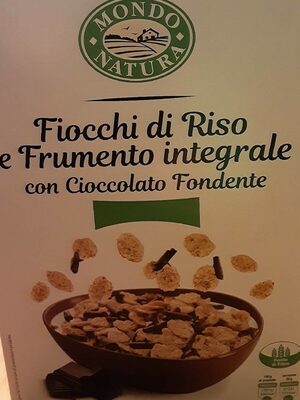 MONDO
NATURA
Fiocchi di Riso
e Frumento integrale
con Cioccolato Fondente